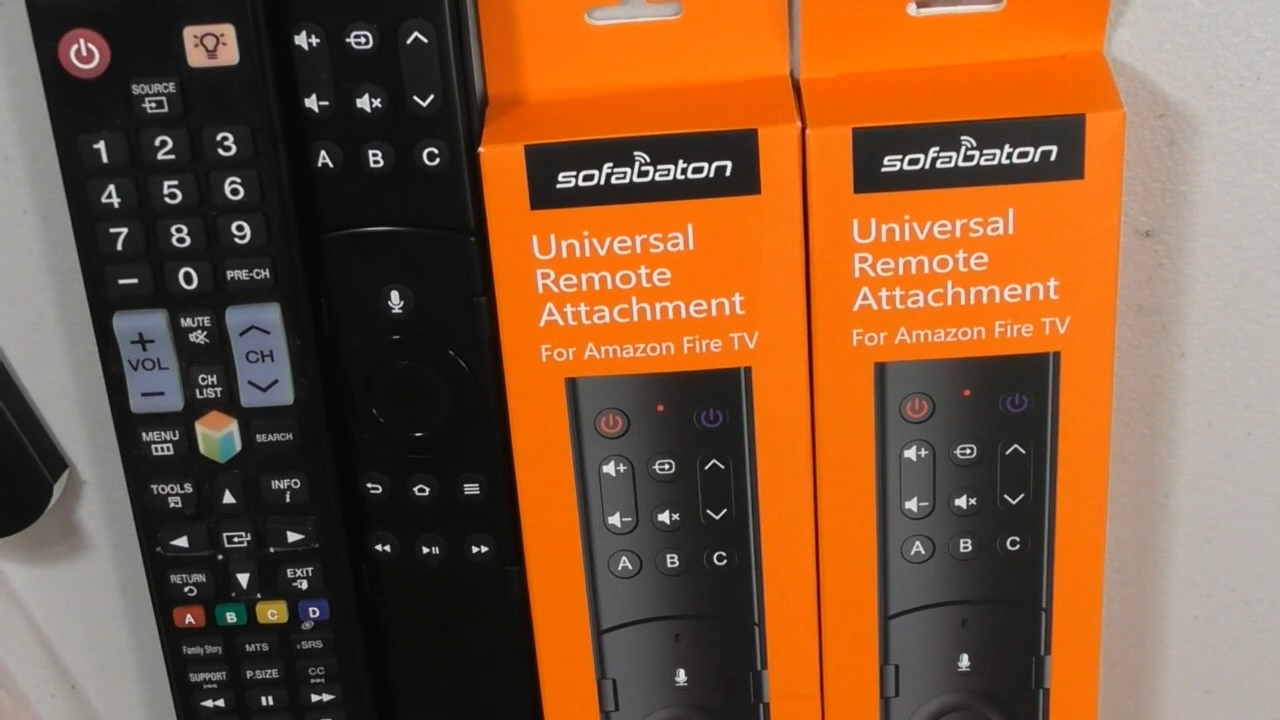 SOURCE
1 2 3
4 5 6
7 8 9
- 0 PRE-CH
+
VOL
-
MUTE
CH
LIST
CH
MENU
SEARCH
TOOLS
INFO
i
RETURN
EXIT
A B C D
Family Story MTS SRS
SUPPORT P.SIZE CC
A B C
sofabaton
Universal
Remote
Attachment
For Amazon Fire TV
A B C
sofabaton
Universal
Remote
Attachment
For Amazon Fire TV
A B C